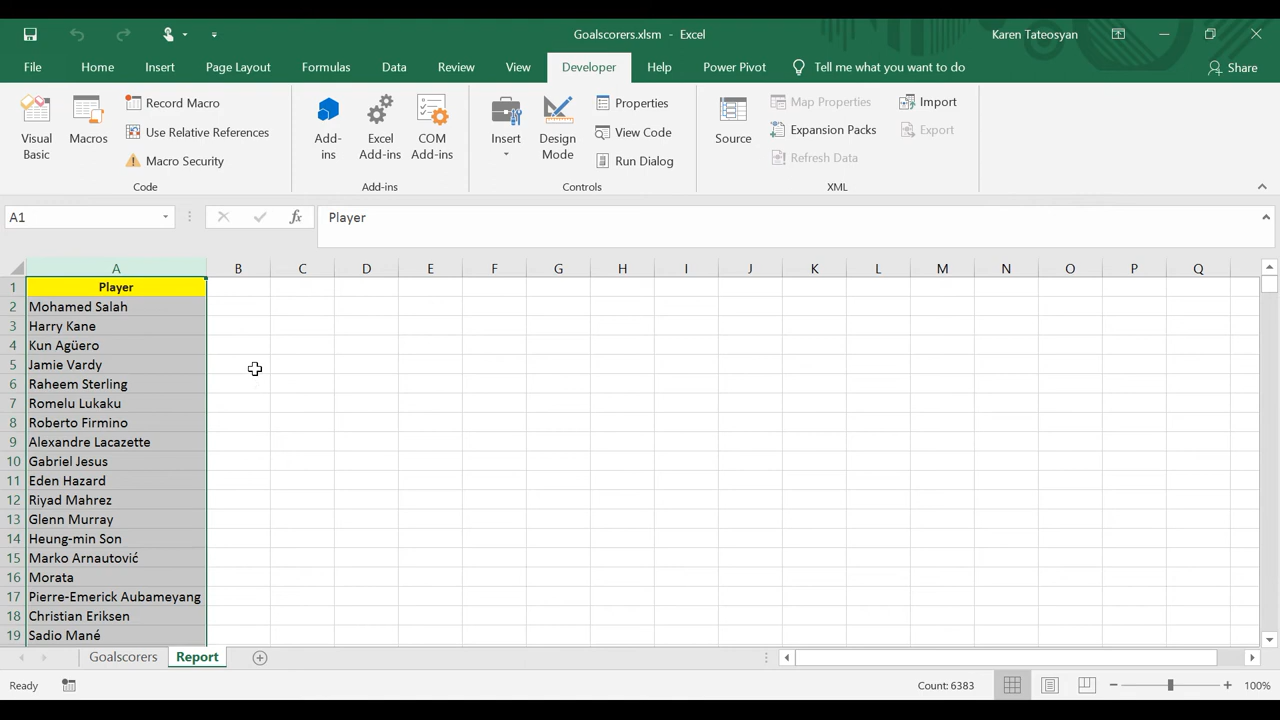 Goalscorers.xlsm - Excel
Karen Tateosyan
File Home Insert Page Layout Formulas Data Review View Developer Help Power Pivot Tell me what you want to do Share
Visual Basic
Macros
Record Macro
Use Relative References
Macro Security
Code
Add-ins
Excel Add-ins
COM Add-ins
Add-ins
Insert
Design Mode
Properties
View Code
Run Dialog
Controls
Source
Map Properties
Expansion Packs
Refresh Data
Import
Export
XML
A1 fx Player
A B C D E F G H I J K L M N O P Q
1 Player
2 Mohamed Salah
3 Harry Kane
4 Kun Agüero
5 Jamie Vardy
6 Raheem Sterling
7 Romelu Lukaku
8 Roberto Firmino
9 Alexandre Lacazette
10 Gabriel Jesus
11 Eden Hazard
12 Riyad Mahrez
13 Glenn Murray
14 Heung-min Son
15 Marko Arnautović
16 Morata
17 Pierre-Emerick Aubameyang
18 Christian Eriksen
19 Sadio Mané
Goalscorers Report
Ready Count: 6383 100%